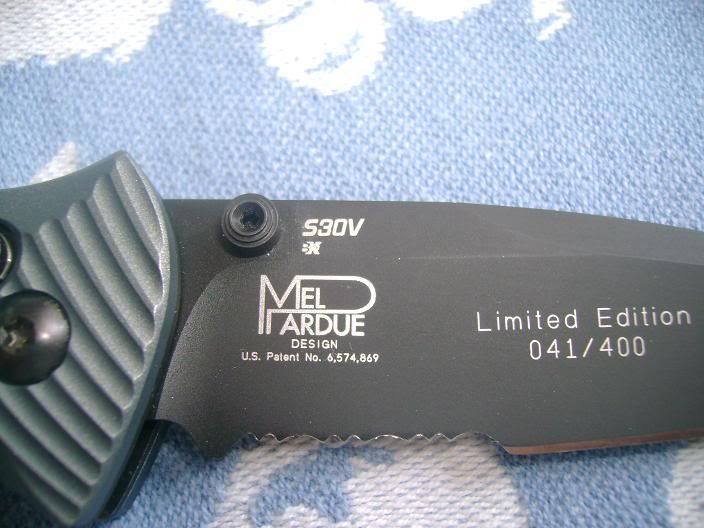 S30V
MEL
PARDUE
DESIGN
U.S. Patent No. 6,574,869
Limited Edition
041/400